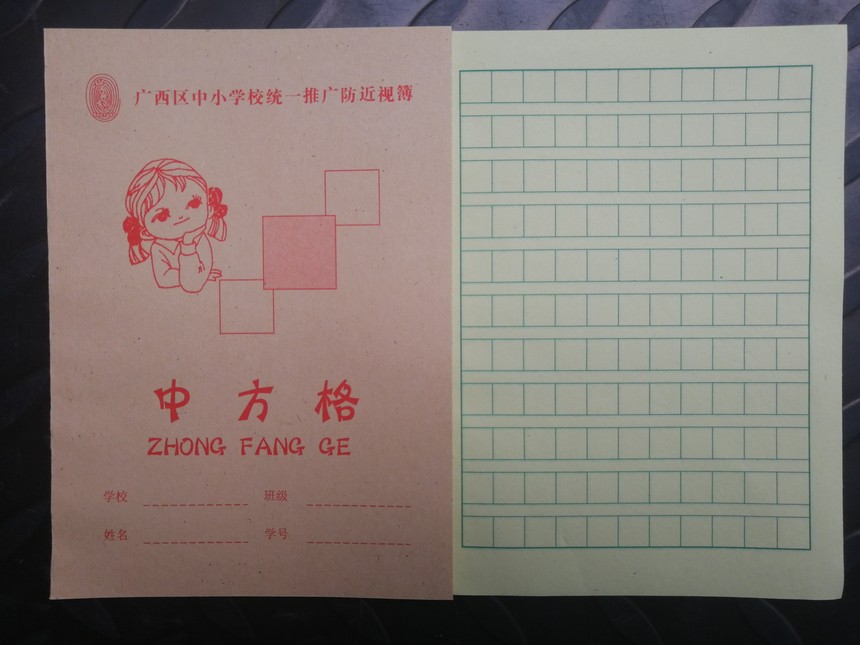 广西区中小学校统一推广防近视簿
中方格
ZHONG FANG GE
学校 班级
姓名 学号